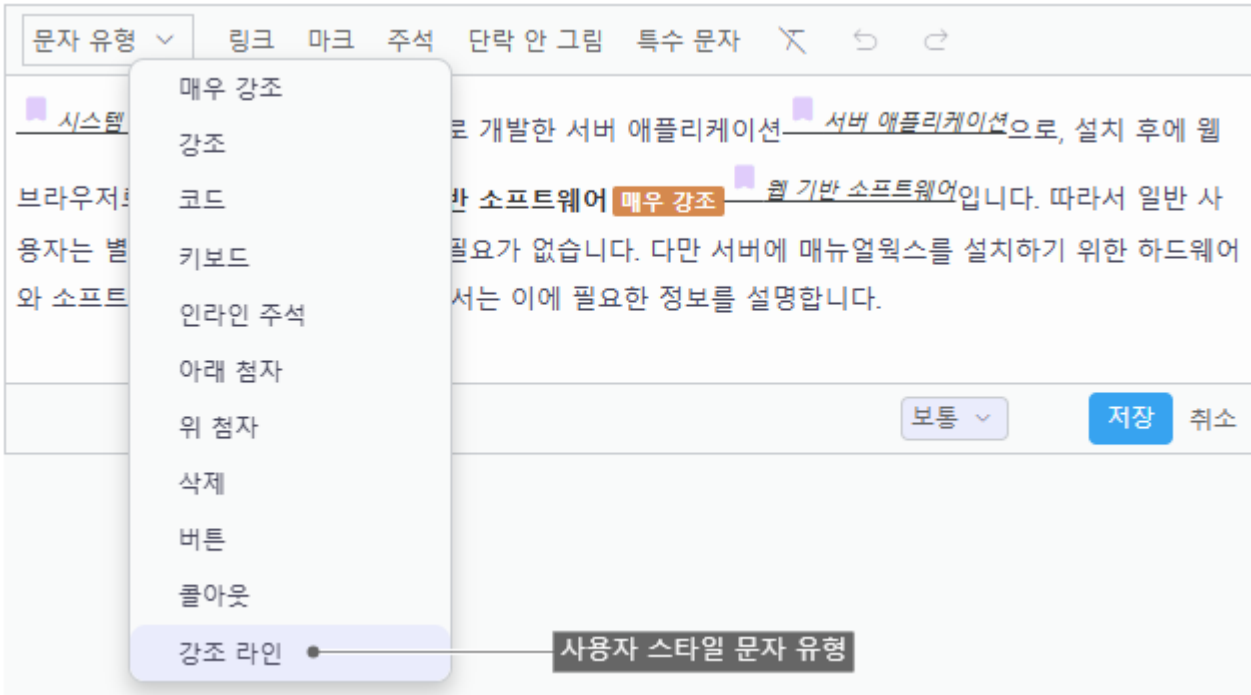 문자 유형 링크 마크 주석 단락 안 그림 특수 문자
매우 강조
강조
코드
키보드
인라인 주석
아래 첨자
위 첨자
삭제
버튼
콜아웃
강조 라인
시스템 로 개발한 서버 애플리케이션 서버 애플리케이션으로, 설치 후에 웹
브라우저로 반 소프트웨어 매우 강조 웹 기반 소프트웨어입니다. 따라서 일반 사
용자는 별 필요가 없습니다. 다만 서버에 매뉴얼웍스를 설치하기 위한 하드웨어
와 소프트 서는 이에 필요한 정보를 설명합니다.
보통 저장 취소
사용자 스타일 문자 유형